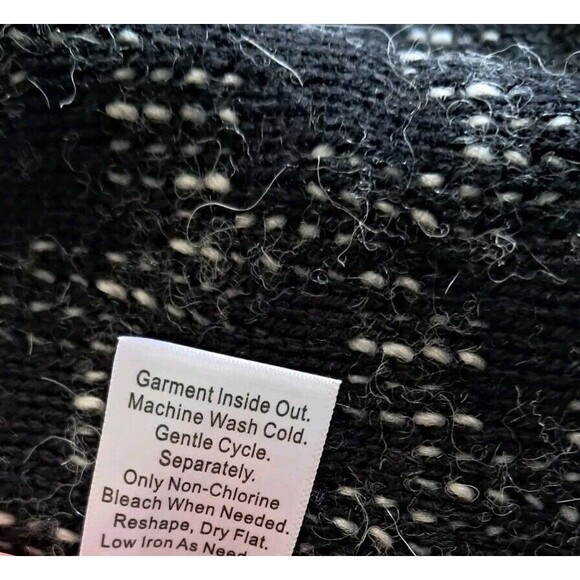 Garment Inside Out.
Machine Wash Cold.
Gentle Cycle.
Separately.
Only Non-Chlorine
Bleach When Needed.
Reshape, Dry Flat.
Low Iron As Need